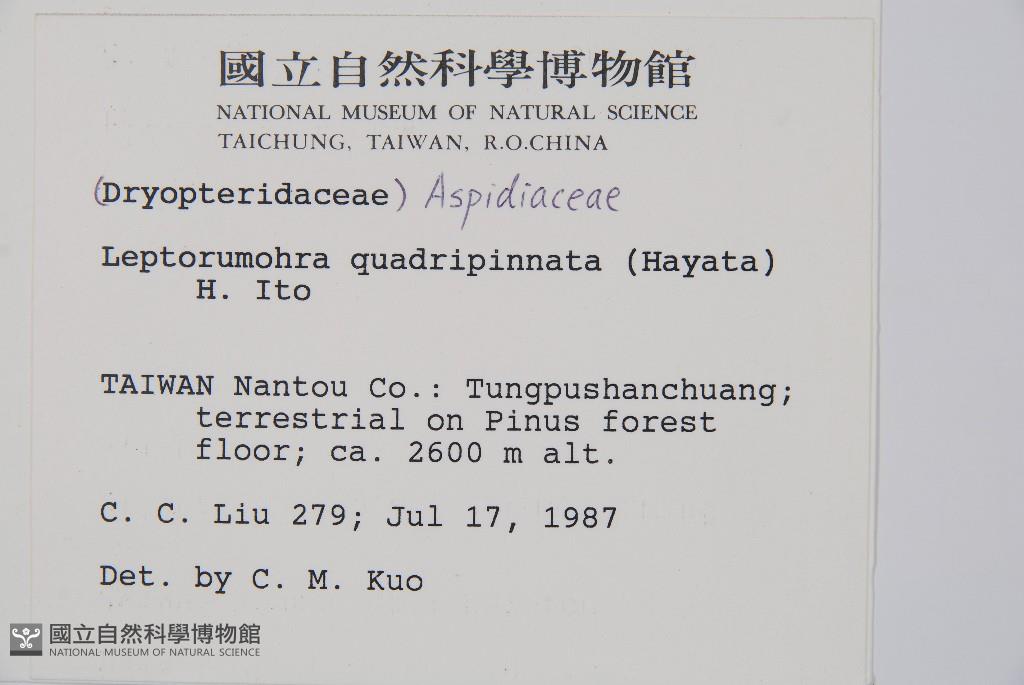 國立自然科學博物館
NATIONAL MUSEUM OF NATURAL SCIENCE
TAICHUNG, TAIWAN, R.O.CHINA
(Dryopteridaceae) Aspidiaceae
Leptorumohra quadripinnata (Hayata)
H. Ito
TAIWAN Nantou Co.: Tungpushanchuang;
terrestrial on Pinus forest
floor; ca. 2600 m alt.
C. C. Liu 279; Jul 17, 1987
Det. by C. M. Kuo
國立自然科學博物館
NATIONAL MUSEUM OF NATURAL SCIENCE